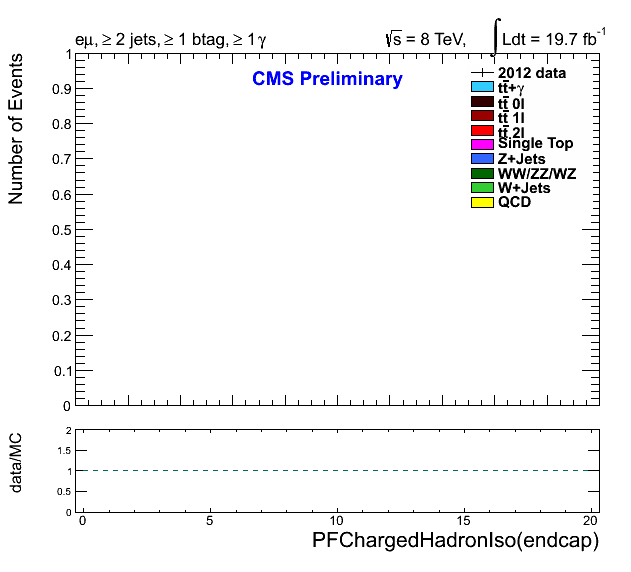 eμ, ≥ 2 jets, ≥ 1 btag, ≥ 1 γ
√s = 8 TeV, ∫ Ldt = 19.7 fb⁻¹
CMS Preliminary
2012 data
tt̄+γ
tt̄ 0l
tt̄ 1l
tt̄ 2l
Single Top
Z+Jets
WW/ZZ/WZ
W+Jets
QCD
Number of Events
1
0.9
0.8
0.7
0.6
0.5
0.4
0.3
0.2
0.1
0
data/MC
2
1.5
1
0.5
0
0 5 10 15 20
PFChargedHadronIso(endcap)